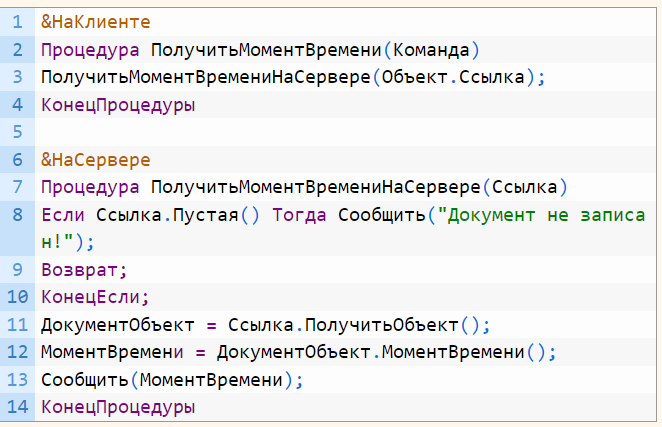 1 &НаКлиенте
2 Процедура ПолучитьМоментВремени(Команда)
3 ПолучитьМоментВремениНаСервере(Объект.Ссылка);
4 КонецПроцедуры
5
6 &НаСервере
7 Процедура ПолучитьМоментВремениНаСервере(Ссылка)
8 Если Ссылка.Пустая() Тогда Сообщить("Документ не записа
н!");
9 Возврат;
10 КонецЕсли;
11 ДокументОбъект = Ссылка.ПолучитьОбъект();
12 МоментВремени = ДокументОбъект.МоментВремени();
13 Сообщить(МоментВремени);
14 КонецПроцедуры